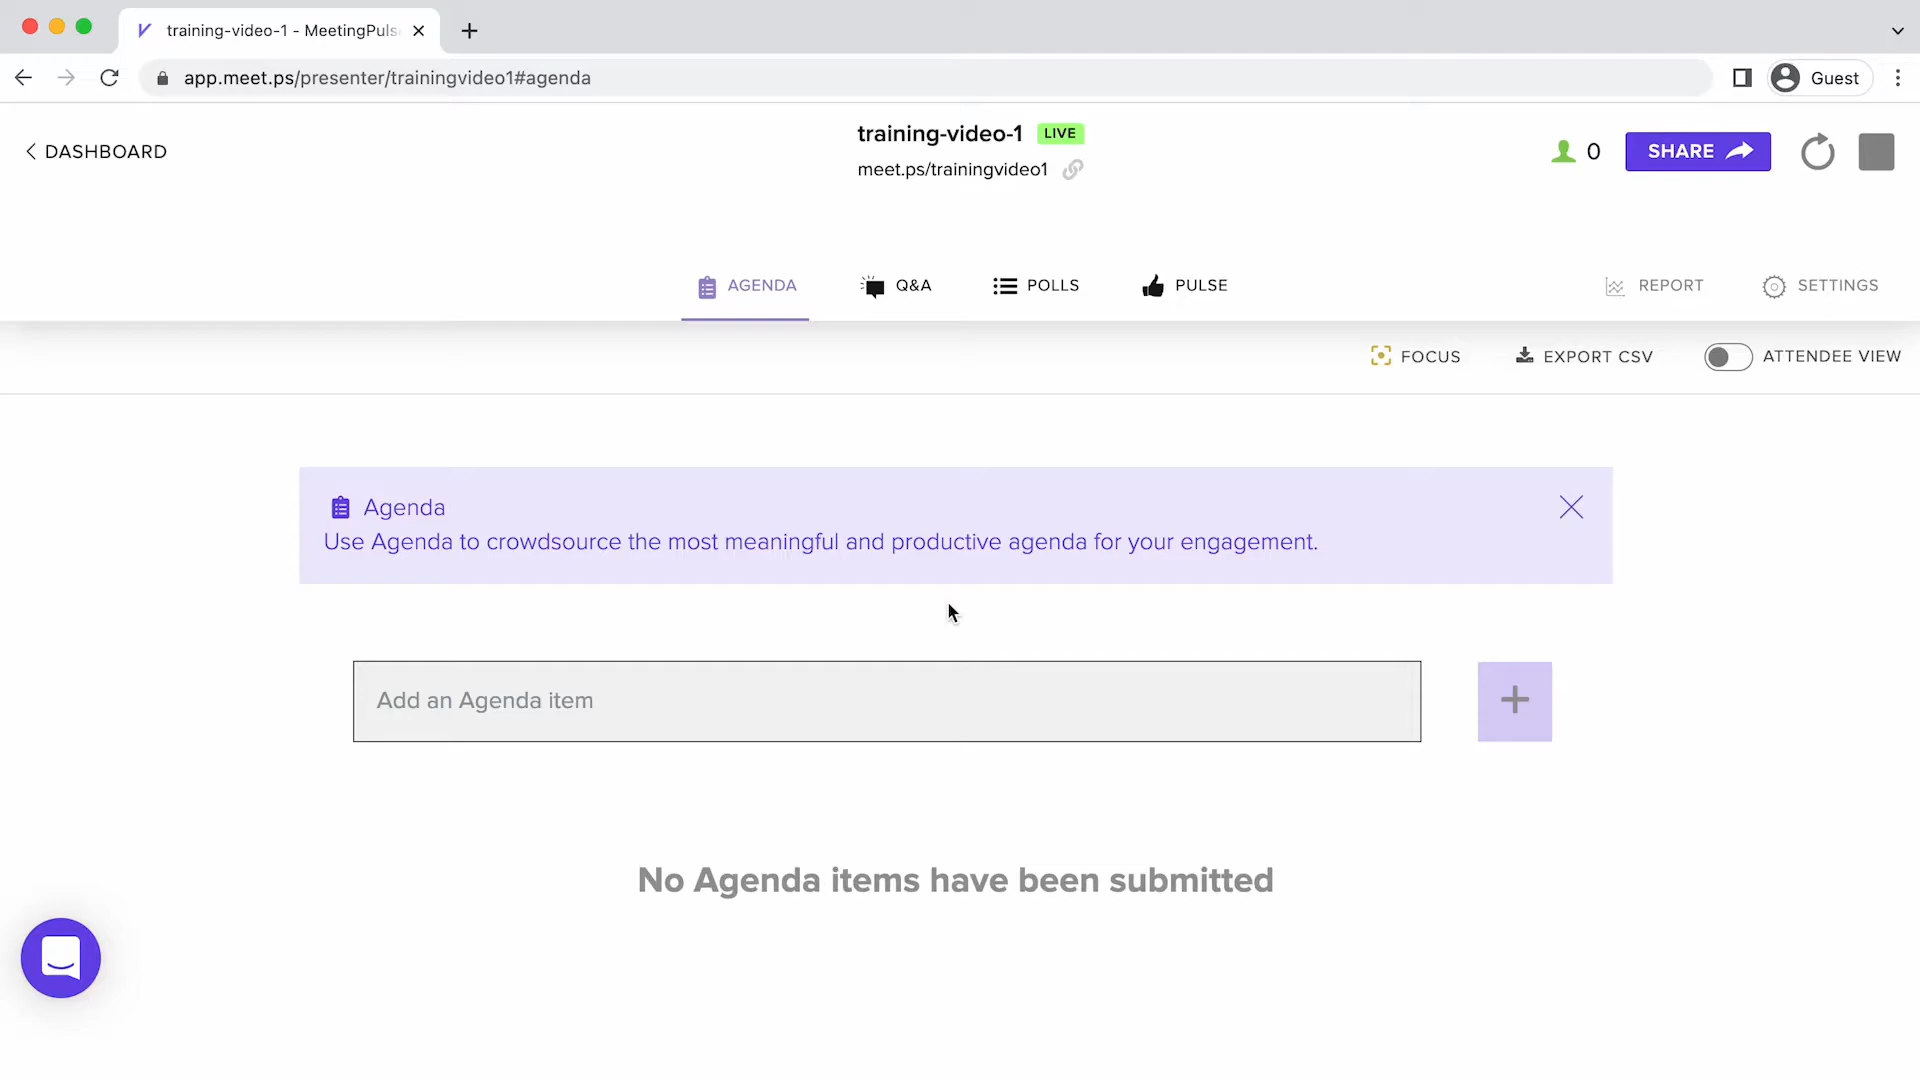 training-video-1 - MeetingPuls
app.meet.ps/presenter/trainingvideo1#agenda
Guest
DASHBOARD
training-video-1 LIVE
meet.ps/trainingvideo1
0
SHARE
AGENDA
Q&A
POLLS
PULSE
REPORT
SETTINGS
FOCUS
EXPORT CSV
ATTENDEE VIEW
Agenda
Use Agenda to crowdsource the most meaningful and productive agenda for your engagement.
Add an Agenda item
No Agenda items have been submitted